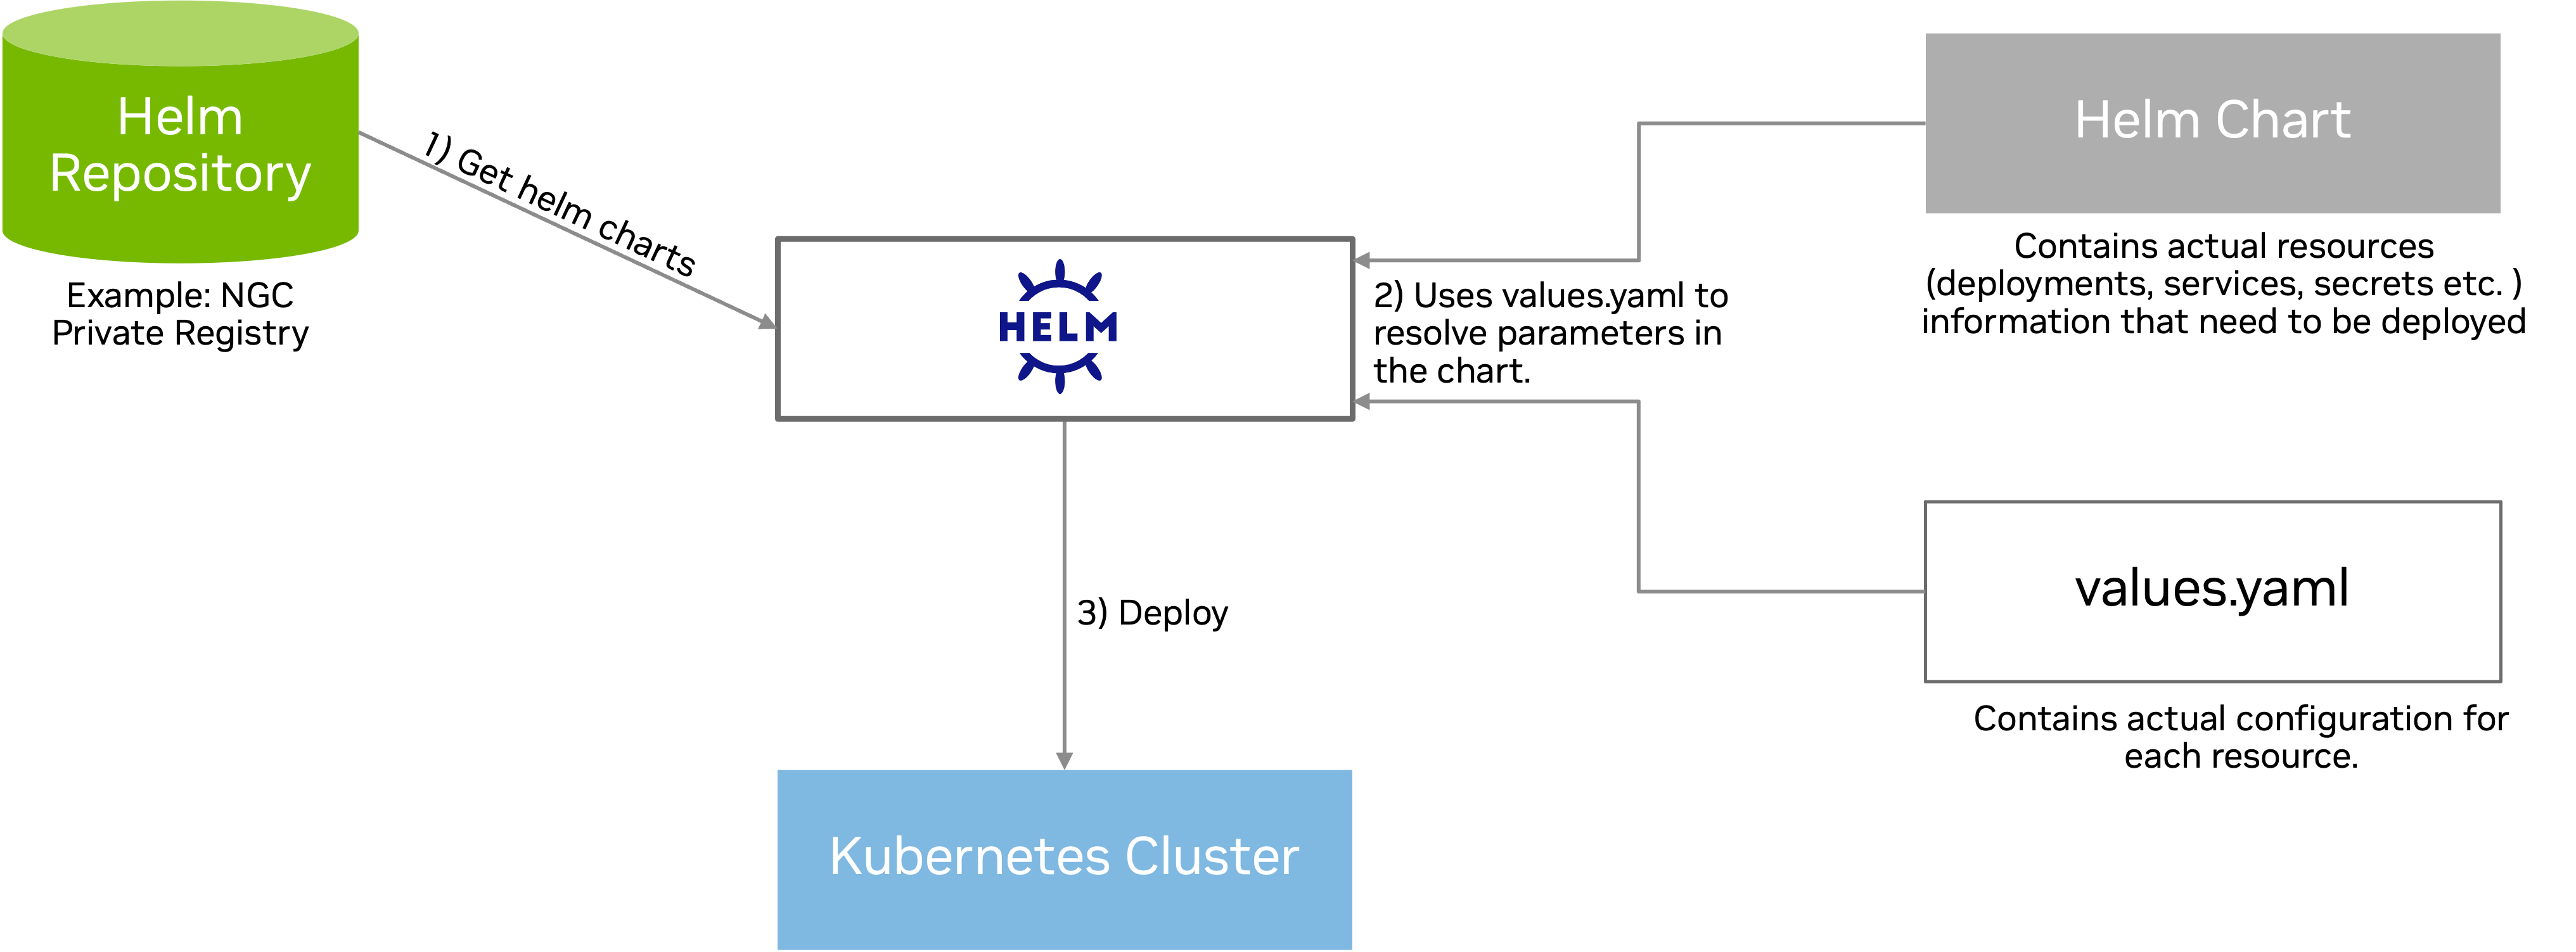 Helm
Repository
Example: NGC
Private Registry
1) Get helm charts
HELM
2) Uses values.yaml to
resolve parameters in
the chart.
Helm Chart
Contains actual resources
(deployments, services, secrets etc. )
information that need to be deployed
values.yaml
Contains actual configuration for
each resource.
3) Deploy
Kubernetes Cluster